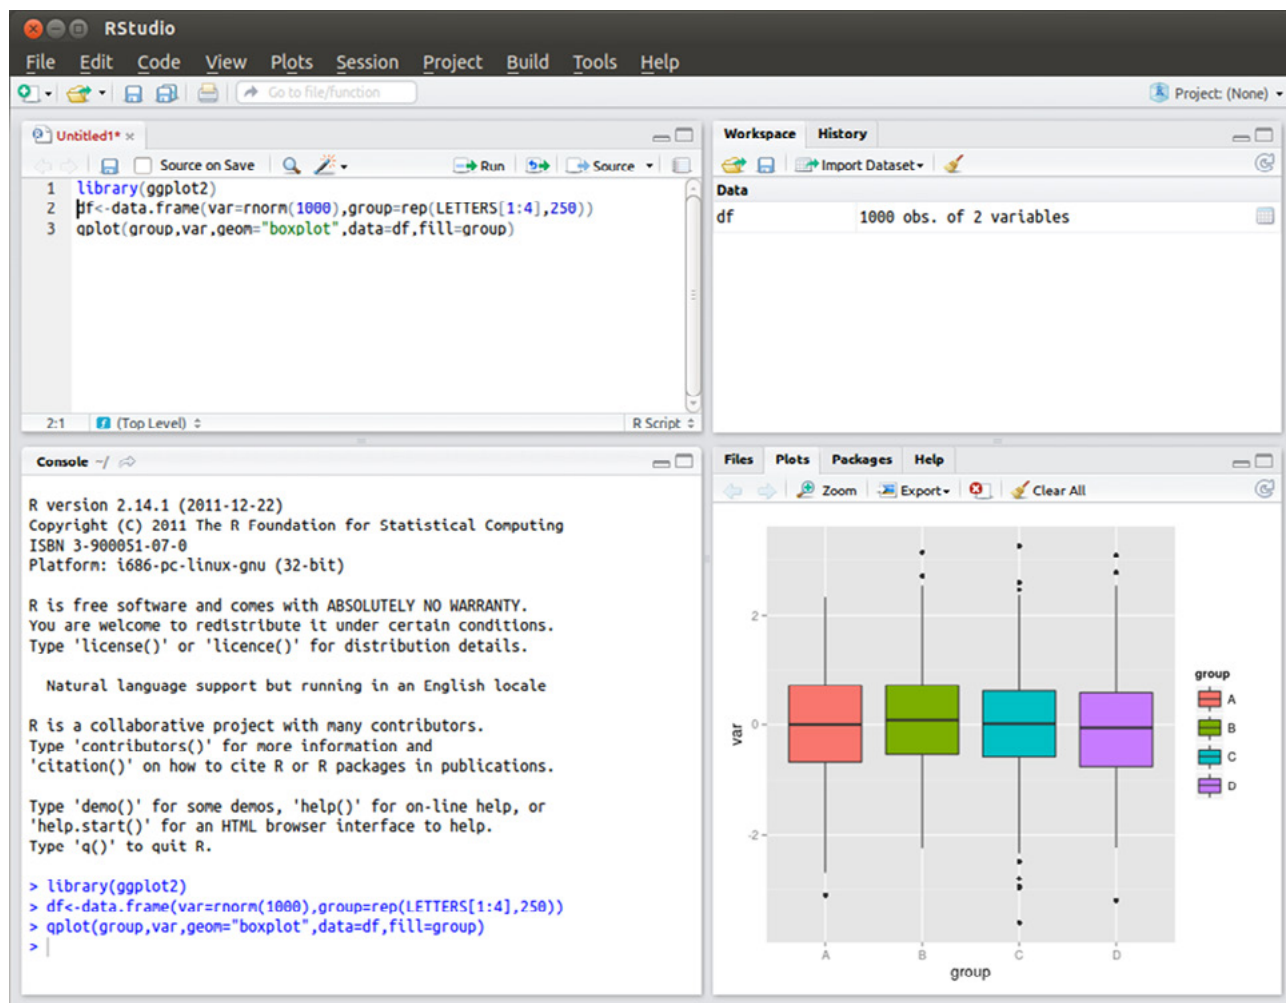 RStudio
File Edit Code View Plots Session Project Build Tools Help
Go to file/function
Project: (None)
Untitled1* ×
Source on Save Run Source
1 library(ggplot2)
2 df<-data.frame(var=rnorm(1000),group=rep(LETTERS[1:4],250))
3 qplot(group,var,geom="boxplot",data=df,fill=group)
2:1 (Top Level) R Script
Workspace History
Import Dataset
Data
df 1000 obs. of 2 variables
Console ~/
R version 2.14.1 (2011-12-22)
Copyright (C) 2011 The R Foundation for Statistical Computing
ISBN 3-900051-07-0
Platform: i686-pc-linux-gnu (32-bit)
R is free software and comes with ABSOLUTELY NO WARRANTY.
You are welcome to redistribute it under certain conditions.
Type 'license()' or 'licence()' for distribution details.
Natural language support but running in an English locale
R is a collaborative project with many contributors.
Type 'contributors()' for more information and
'citation()' on how to cite R or R packages in publications.
Type 'demo()' for some demos, 'help()' for on-line help, or
'help.start()' for an HTML browser interface to help.
Type 'q()' to quit R.
> library(ggplot2)
> df<-data.frame(var=rnorm(1000),group=rep(LETTERS[1:4],250))
> qplot(group,var,geom="boxplot",data=df,fill=group)
>
Files Plots Packages Help
Zoom Export Clear All
2
0
-2
var
A B C D
group
group
A
B
C
D